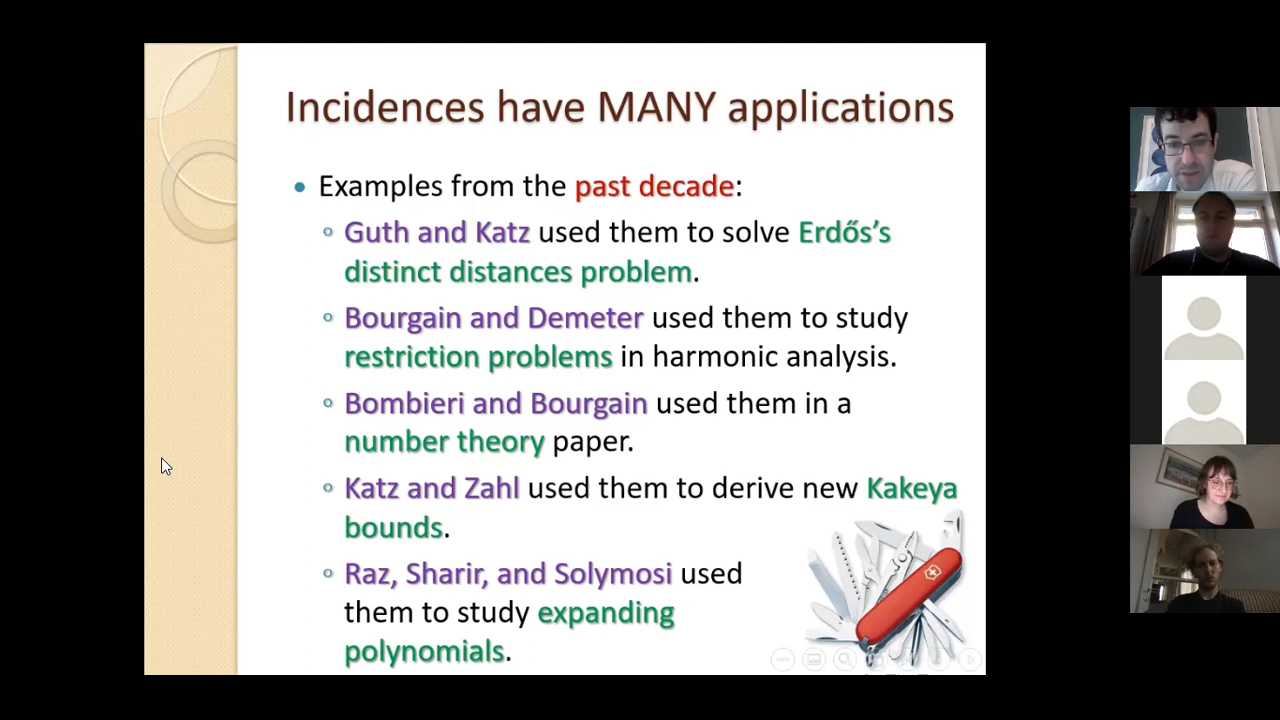 Incidences have MANY applications
Examples from the past decade:
Guth and Katz used them to solve Erdős's
distinct distances problem.
Bourgain and Demeter used them to study
restriction problems in harmonic analysis.
Bombieri and Bourgain used them in a
number theory paper.
Katz and Zahl used them to derive new Kakeya
bounds.
Raz, Sharir, and Solymosi used
them to study expanding
polynomials.